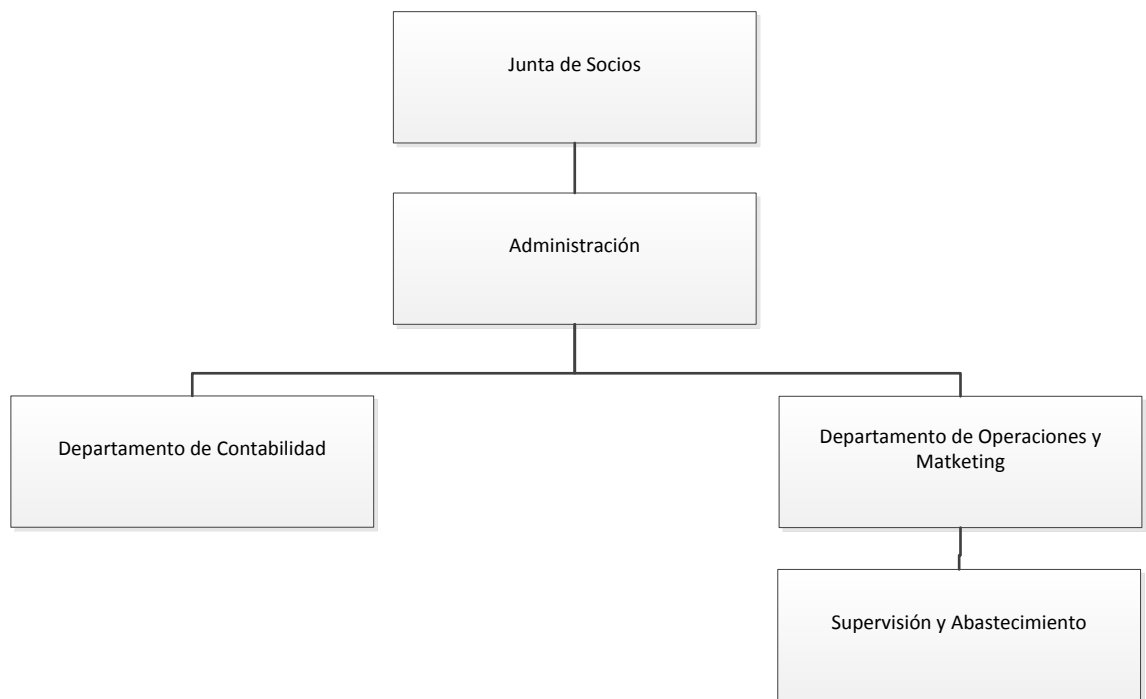 Junta de Socios
Administración
Departamento de Contabilidad
Departamento de Operaciones y
Matketing
Supervisión y Abastecimiento